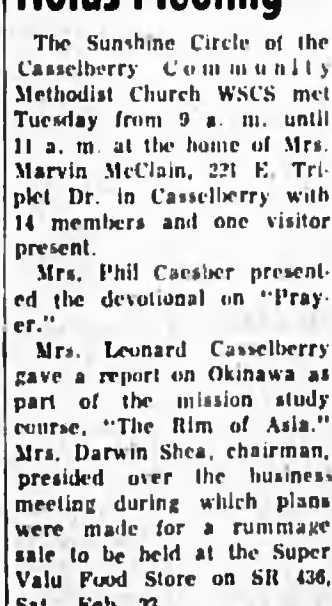 Holds Meeting
The Sunshine Circle of the
Casselberry Community
Methodist Church WSCS met
Tuesday from 9 a. m. until
11 a. m. at the home of Mrs.
Marvin McClain, 221 E. Tri-
plet Dr. in Casselberry with
14 members and one visitor
present.
Mrs. Phil Caesher present-
ed the devotional on "Pray-
er."
Mrs. Leonard Casselberry
gave a report on Okinawa as
part of the mission study
course, "The Rim of Asia."
Mrs. Darwin Shea, chairman,
presided over the business
meeting during which plans
were made for a rummage
sale to be held at the Super
Valu Food Store on SR 436,
Sat., Feb. 22.